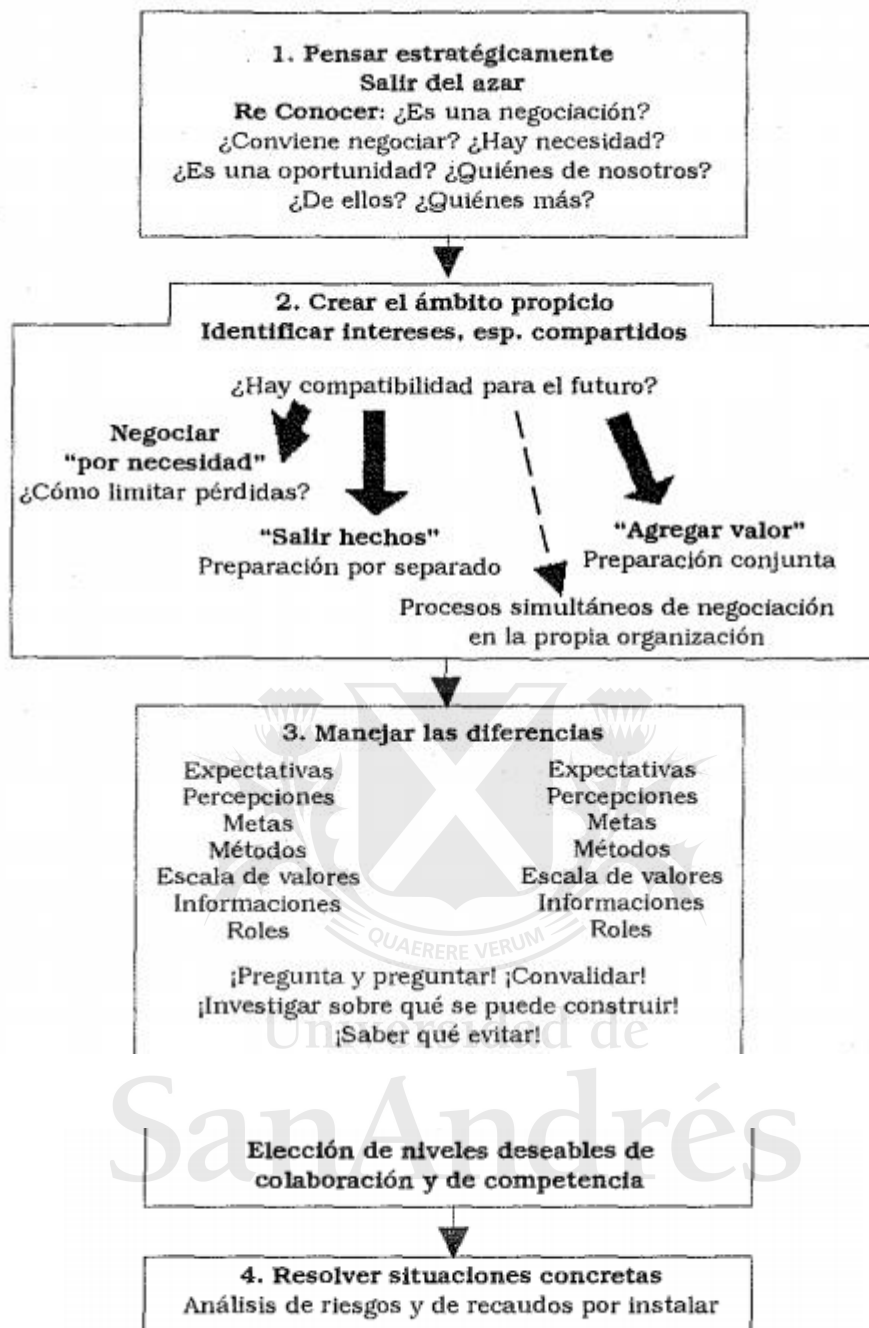 1. Pensar estratégicamente
Salir del azar
Re Conocer: ¿Es una negociación?
¿Conviene negociar? ¿Hay necesidad?
¿Es una oportunidad? ¿Quiénes de nosotros?
¿De ellos? ¿Quiénes más?
2. Crear el ámbito propicio
Identificar intereses, esp. compartidos
¿Hay compatibilidad para el futuro?
Negociar
"por necesidad"
¿Cómo limitar pérdidas?
"Salir hechos"
Preparación por separado
"Agregar valor"
Preparación conjunta
Procesos simultáneos de negociación
en la propia organización
3. Manejar las diferencias
Expectativas
Percepciones
Metas
Métodos
Escala de valores
Informaciones
Roles
Expectativas
Percepciones
Metas
Métodos
Escala de valores
Informaciones
Roles
QUAERERE VERUM
¡Pregunta y preguntar! ¡Convalidar!
¡Investigar sobre qué se puede construir!
¡Saber qué evitar!
Universidad de
SanAndrés
Elección de niveles deseables de
colaboración y de competencia
4. Resolver situaciones concretas
Análisis de riesgos y de recaudos por instalar